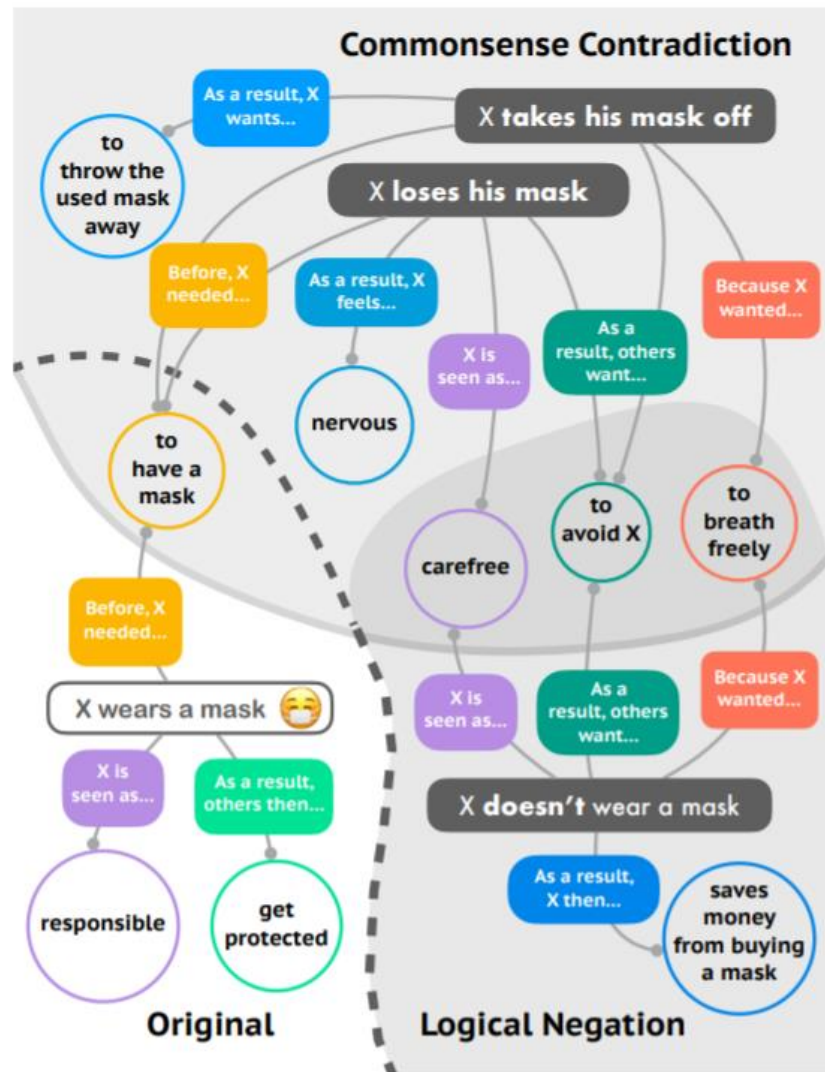 Commonsense Contradiction
As a result, X
wants...
X takes his mask off
to
throw the
used mask
away
X loses his mask
Before, X
needed...
As a result, X
feels...
Because X
wanted...
X is
seen as...
As a
result, others
want...
to
have a
mask
nervous
carefree
to
avoid X
to
breath
freely
Before, X
needed...
X is
seen as...
As a
result, others
want...
Because X
wanted...
X wears a mask
X is
seen as...
As a result,
others then...
X doesn't wear a mask
As a result,
X then...
responsible
get
protected
saves
money
from buying
a mask
Original
Logical Negation